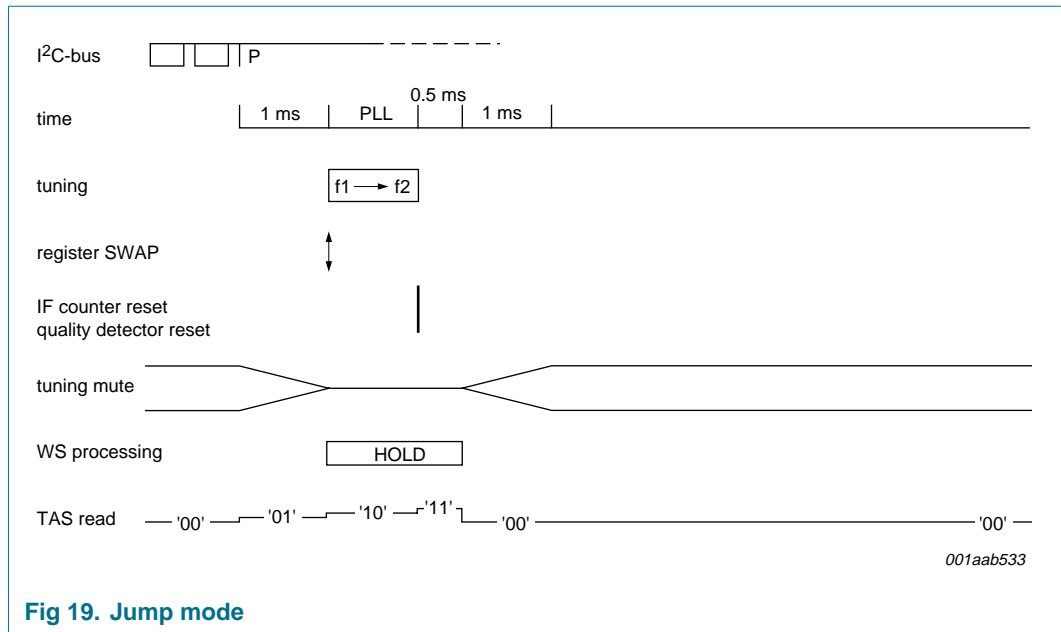 I²C-bus P
0.5 ms
time 1 ms PLL 1 ms
tuning f1 → f2
register SWAP
IF counter reset
quality detector reset
tuning mute
WS processing HOLD
TAS read '00' '01' '10' '11' '00' '00'
001aab533
Fig 19. Jump mode